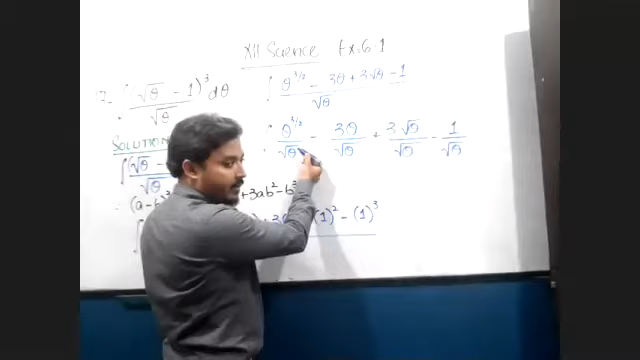 XII Science Ex:6.1
7- ∫ (√θ - 1)³ / √θ dθ
SOLUTION
∫ (√θ - / √θ
(a-b)³ +3ab²-b³
(1)² - (1)³
∫ θ^(3/2) - 3θ + 3√θ - 1 / √θ
∫ θ^(3/2) / √θ - 3θ / √θ + 3√θ / √θ - 1 / √θ